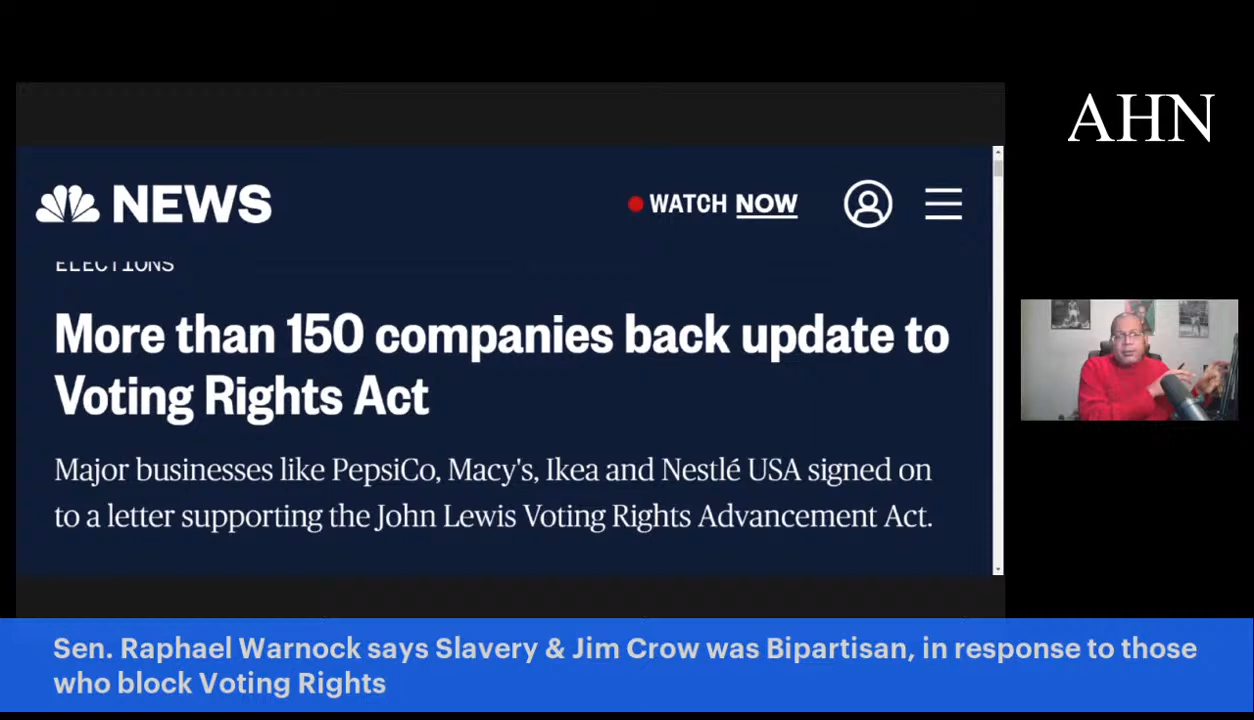 AHN
NEWS
WATCH NOW
ELECTIONS
More than 150 companies back update to
Voting Rights Act
Major businesses like PepsiCo, Macy's, Ikea and Nestlé USA signed on
to a letter supporting the John Lewis Voting Rights Advancement Act.
Sen. Raphael Warnock says Slavery & Jim Crow was Bipartisan, in response to those
who block Voting Rights